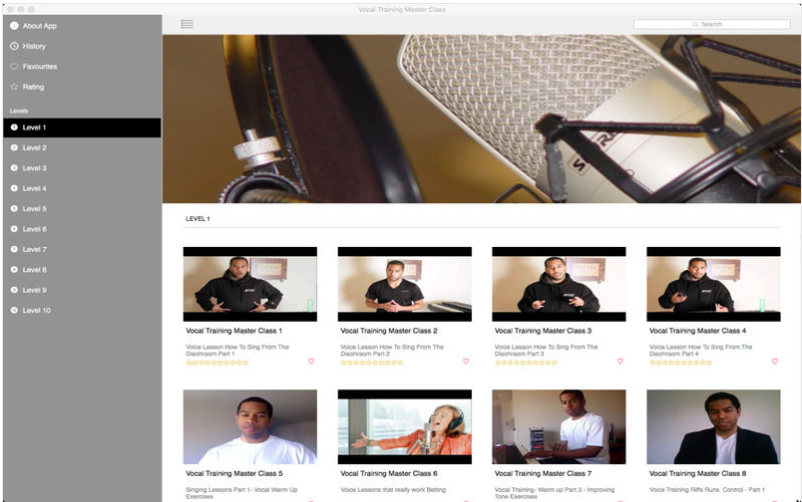 Vocal Training Master Class
About App
History
Favourites
Rating
Levels
Level 1
Level 2
Level 3
Level 4
Level 5
Level 6
Level 7
Level 8
Level 9
Level 10
Search
LEVEL 1
Vocal Training Master Class 1
Voice Lesson How To Sing From The
Diaphragm Part 1
Vocal Training Master Class 2
Voice Lesson How To Sing From The
Diaphragm Part 2
Vocal Training Master Class 3
Voice Lesson How To Sing From The
Diaphragm Part 3
Vocal Training Master Class 4
Voice Lesson How To Sing From The
Diaphragm Part 4
Vocal Training Master Class 5
Singing Lessons Part 1- Vocal Warm Up
Exercises
Vocal Training Master Class 6
Voice Lessons that really work Belting
Vocal Training Master Class 7
Vocal Training- Warm up Part 3 - Improving
Tone Exercises
Vocal Training Master Class 8
Voice Training Riffs Runs Control - Part 1